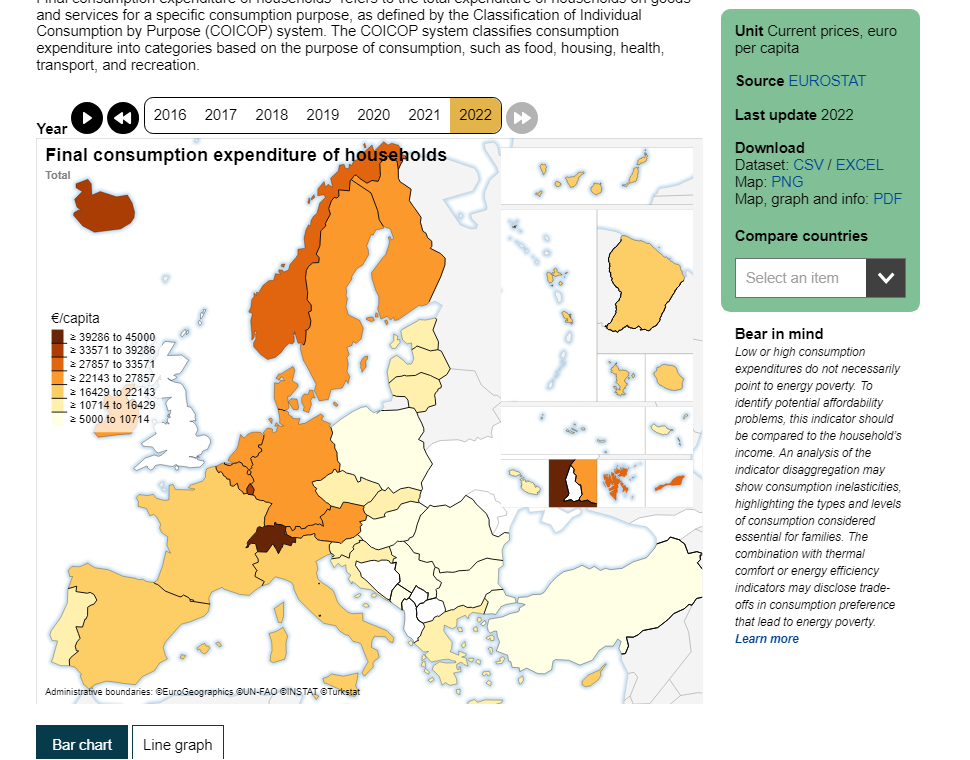 Final consumption expenditure of households" refers to the total expenditure of households on goods
and services for a specific consumption purpose, as defined by the Classification of Individual
Consumption by Purpose (COICOP) system. The COICOP system classifies consumption
expenditure into categories based on the purpose of consumption, such as food, housing, health,
transport, and recreation.
Year
2016 2017 2018 2019 2020 2021 2022
Final consumption expenditure of households
Total
€/capita
≥ 39286 to 45000
≥ 33571 to 39286
≥ 27857 to 33571
≥ 22143 to 27857
≥ 16429 to 22143
≥ 10714 to 16429
≥ 5000 to 10714
Administrative boundaries: ©EuroGeographics ©UN-FAO ©INSTAT ©Turkstat
Bar chart
Line graph
Unit Current prices, euro
per capita
Source EUROSTAT
Last update 2022
Download
Dataset: CSV / EXCEL
Map: PNG
Map, graph and info: PDF
Compare countries
Select an item
Bear in mind
Low or high consumption
expenditures do not necessarily
point to energy poverty. To
identify potential affordability
problems, this indicator should
be compared to the household's
income. An analysis of the
indicator disaggregation may
show consumption inelasticities,
highlighting the types and levels
of consumption considered
essential for families. The
combination with thermal
comfort or energy efficiency
indicators may disclose trade-
offs in consumption preference
that lead to energy poverty.
Learn more